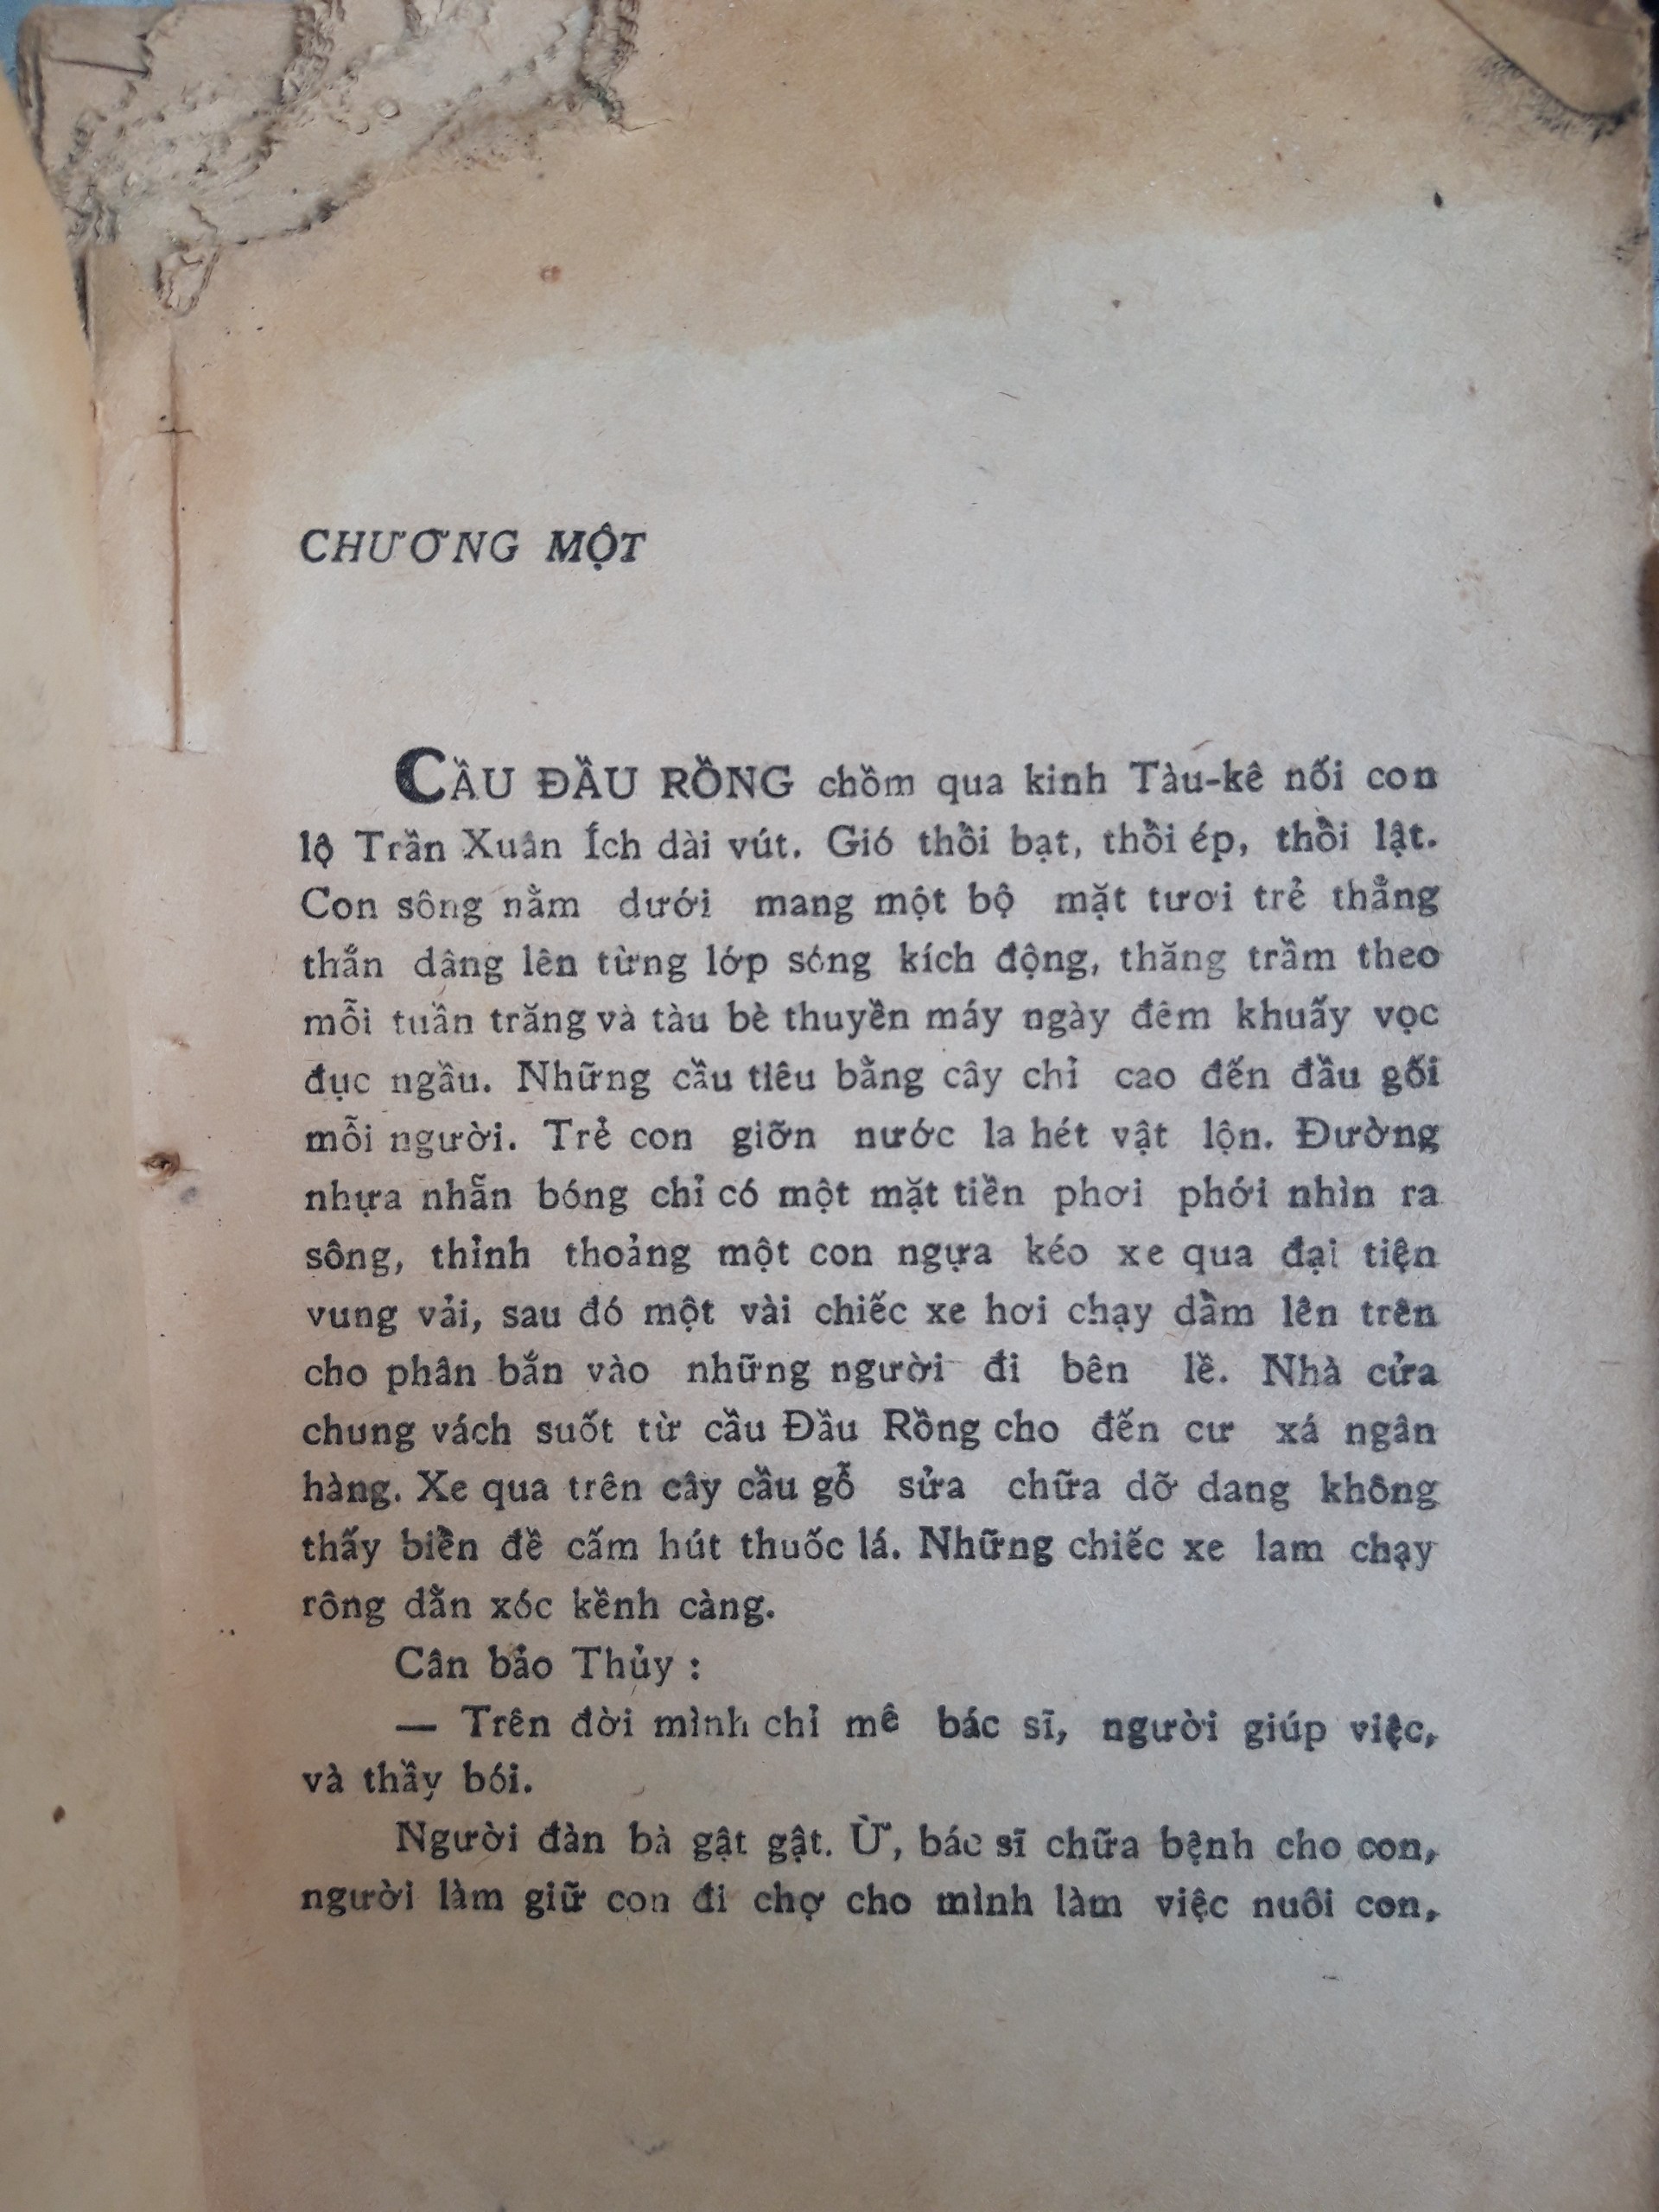 CHƯƠNG MỘT
CẦU ĐẦU RỒNG chồm qua kinh Tàu-kê nối con
lộ Trần Xuân Ích dài vút. Gió thổi bạt, thổi ép, thổi lật.
Con sông nằm dưới mang một bộ mặt tươi trẻ thẳng
thắn dâng lên từng lớp sóng kích động, thăng trầm theo
mỗi tuần trăng và tàu bè thuyền máy ngày đêm khuấy vọc
đục ngầu. Những cầu tiêu bằng cây chỉ cao đến đầu gối
mỗi người. Trẻ con giỡn nước la hét vật lộn. Đường
nhựa nhẵn bóng chỉ có một mặt tiền phơi phới nhìn ra
sông, thỉnh thoảng một con ngựa kéo xe qua đại tiện
vung vải, sau đó một vài chiếc xe hơi chạy dầm lên trên
cho phân bắn vào những người đi bên lề. Nhà cửa
chung vách suốt từ cầu Đầu Rồng cho đến cư xá ngân
hàng. Xe qua trên cây cầu gỗ sửa chữa dỡ dang không
thấy biển đề cấm hút thuốc lá. Những chiếc xe lam chạy
rông dằn xóc kềnh càng.
Cân bảo Thủy :
— Trên đời mình chỉ mê bác sĩ, người giúp việc,
và thầy bói.
Người đàn bà gật gật. Ừ, bác sĩ chữa bệnh cho con,
người làm giữ con đi chợ cho mình làm việc nuôi con,